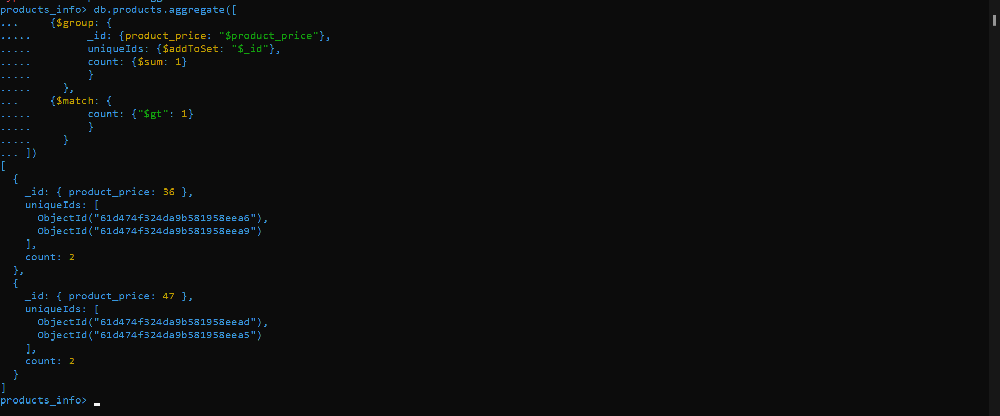 products_info> db.products.aggregate([
...     {$group: {
.....         _id: {product_price: "$product_price"},
.....         uniqueIds: {$addToSet: "$_id"},
.....         count: {$sum: 1}
.....         }
.....     },
...     {$match: {
.....         count: {"$gt": 1}
.....         }
.....     }
... ])
[
  {
    _id: { product_price: 36 },
    uniqueIds: [
      ObjectId("61d474f324da9b581958eea6"),
      ObjectId("61d474f324da9b581958eea9")
    ],
    count: 2
  },
  {
    _id: { product_price: 47 },
    uniqueIds: [
      ObjectId("61d474f324da9b581958eead"),
      ObjectId("61d474f324da9b581958eea5")
    ],
    count: 2
  }
]
products_info>